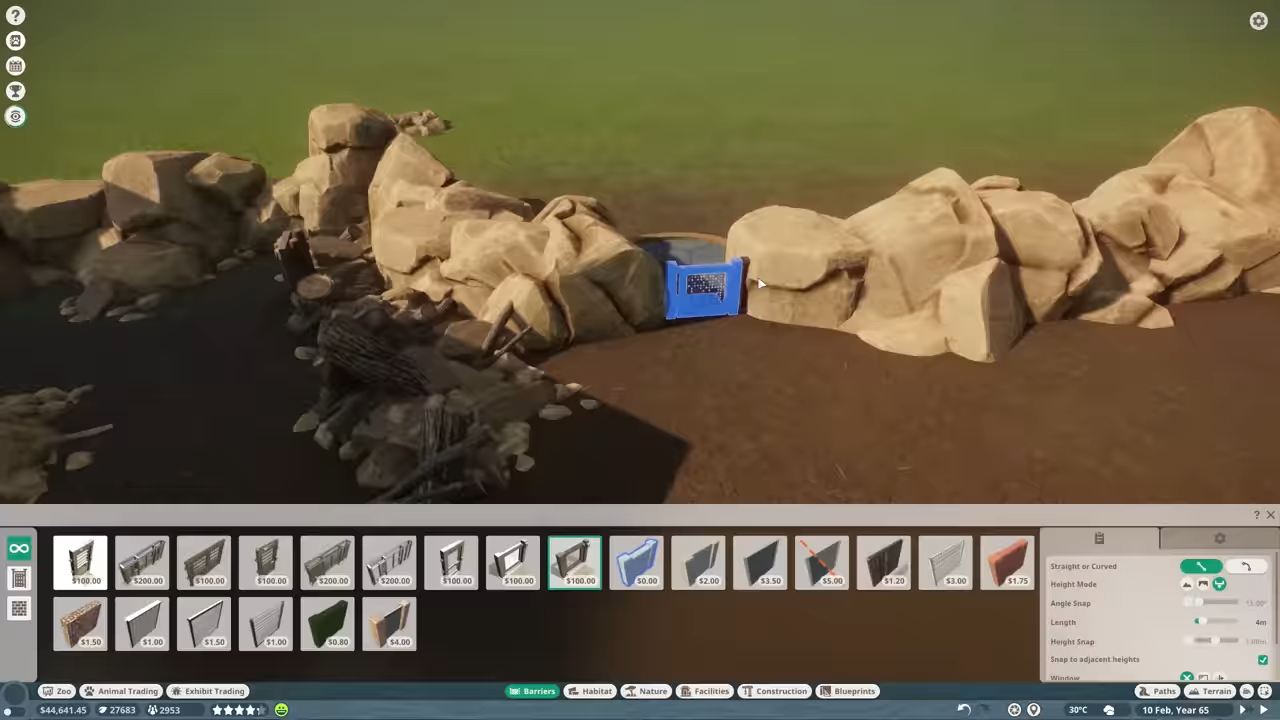 ?
?
$100.00
$200.00
$100.00
$100.00
$200.00
$200.00
$100.00
$100.00
$100.00
$0.00
$2.00
$3.50
$5.00
$1.20
$3.00
$1.75
$1.50
$1.00
$1.50
$1.00
$0.80
$4.00
Straight or Curved
Height Mode
Angle Snap
Length 4m
Height Snap
Snap to adjacent heights
Window
Zoo Animal Trading Exhibit Trading Barriers Habitat Nature Facilities Construction Blueprints Paths Terrain
$44,641.45 27683 2953 30°C 10 Feb, Year 65